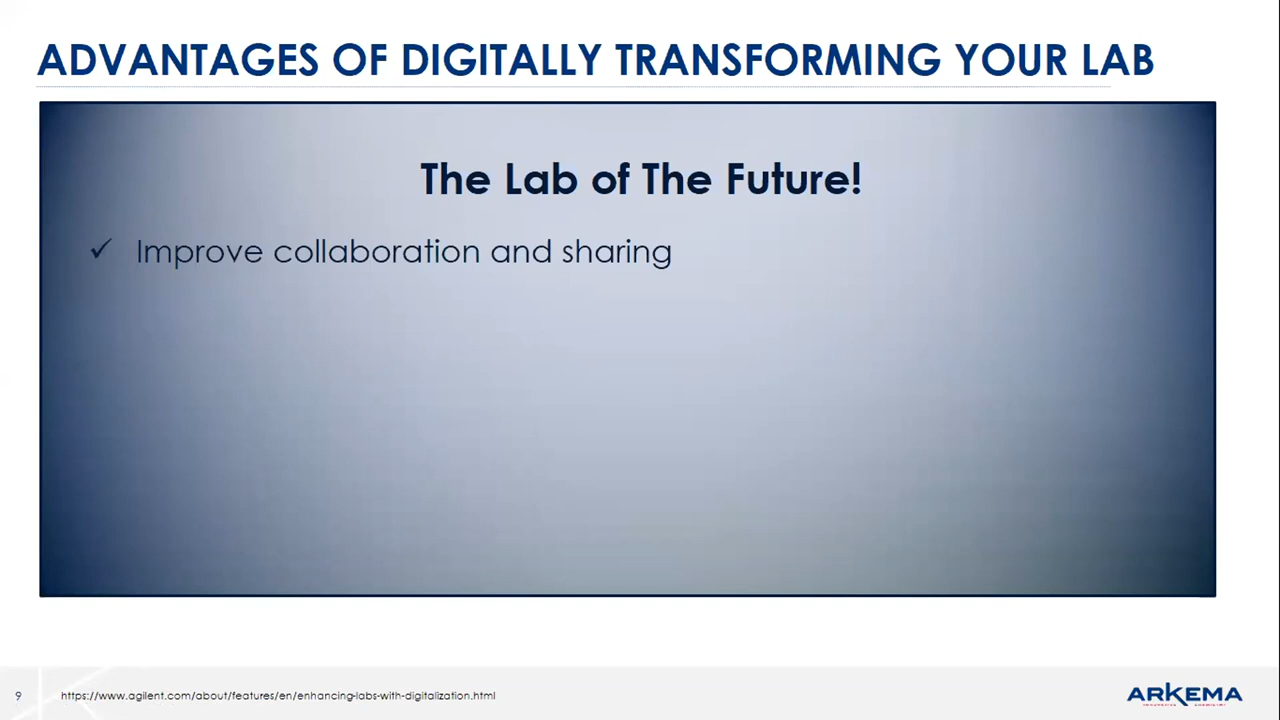 ADVANTAGES OF DIGITALLY TRANSFORMING YOUR LAB
The Lab of The Future!
✓ Improve collaboration and sharing
9
https://www.agilent.com/about/features/en/enhancing-labs-with-digitalization.html
ARKEMA